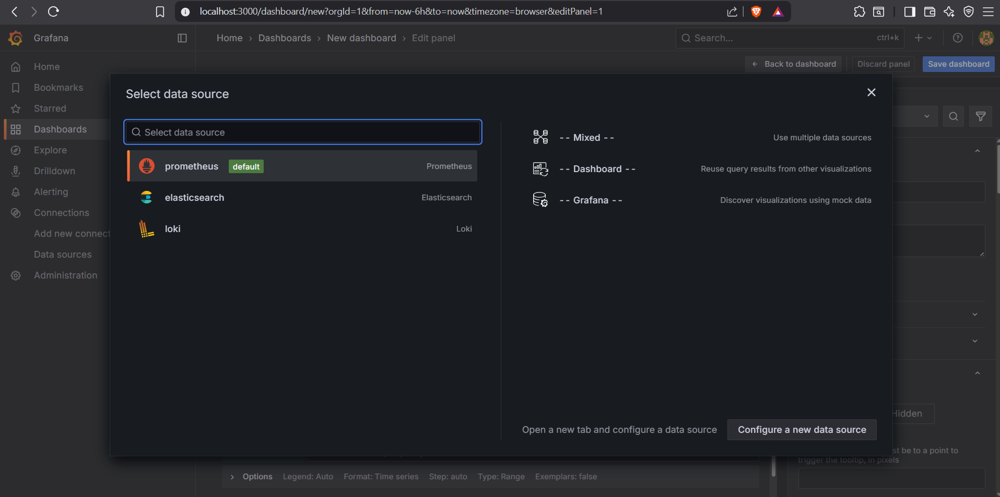 localhost:3000/dashboard/new?orgId=1&from=now-6h&to=now&timezone=browser&editPanel=1
Grafana
Home › Dashboards › New dashboard › Edit panel
Search...
ctrl+k
Back to dashboard
Discard panel
Save dashboard
Home
Bookmarks
Starred
Dashboards
Explore
Drilldown
Alerting
Connections
Add new connect
Data sources
Administration
Select data source
Select data source
prometheus default Prometheus
elasticsearch Elasticsearch
loki Loki
-- Mixed -- Use multiple data sources
-- Dashboard -- Reuse query results from other visualizations
-- Grafana -- Discover visualizations using mock data
Open a new tab and configure a data source
Configure a new data source
Hidden
st be to a point to
trigger the tooltip, in pixels
Options Legend: Auto Format: Time series Step: auto Type: Range Exemplars: false